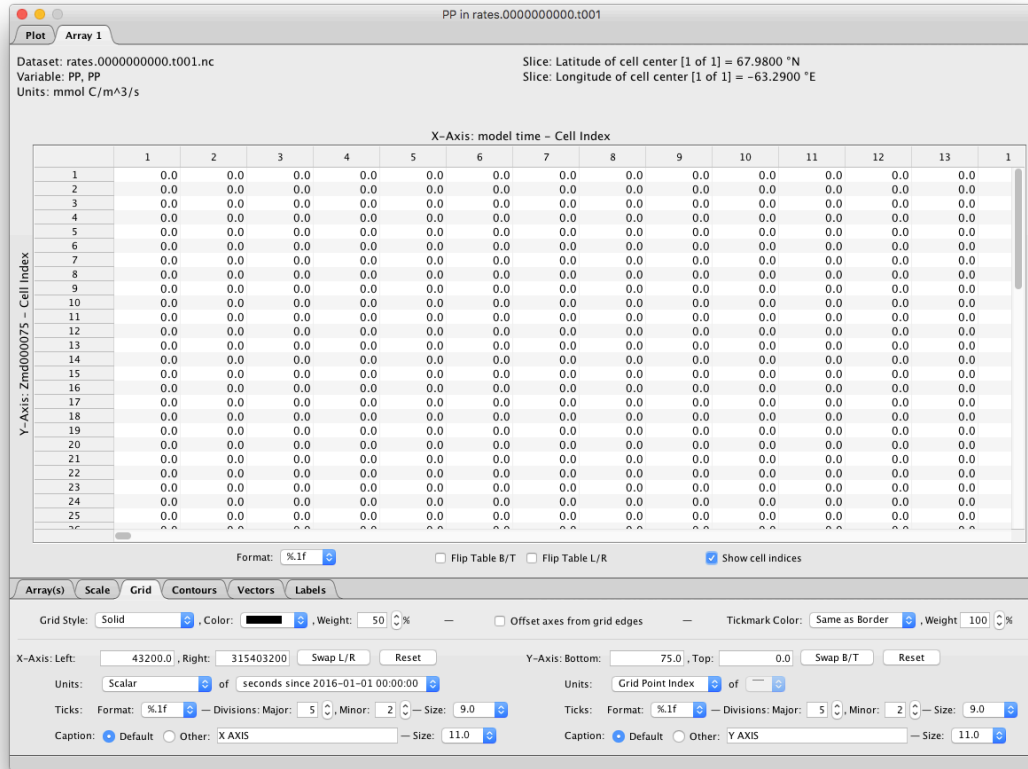 PP in rates.0000000000.t001
Plot Array 1
Dataset: rates.0000000000.t001.nc
Variable: PP, PP
Units: mmol C/m^3/s
Slice: Latitude of cell center [1 of 1] = 67.9800 °N
Slice: Longitude of cell center [1 of 1] = −63.2900 °E
X-Axis: model time – Cell Index
Y-Axis: Zmd000075 – Cell Index
1 2 3 4 5 6 7 8 9 10 11 12 13 1
1 0.0 0.0 0.0 0.0 0.0 0.0 0.0 0.0 0.0 0.0 0.0 0.0 0.0
2 0.0 0.0 0.0 0.0 0.0 0.0 0.0 0.0 0.0 0.0 0.0 0.0 0.0
3 0.0 0.0 0.0 0.0 0.0 0.0 0.0 0.0 0.0 0.0 0.0 0.0 0.0
4 0.0 0.0 0.0 0.0 0.0 0.0 0.0 0.0 0.0 0.0 0.0 0.0 0.0
5 0.0 0.0 0.0 0.0 0.0 0.0 0.0 0.0 0.0 0.0 0.0 0.0 0.0
6 0.0 0.0 0.0 0.0 0.0 0.0 0.0 0.0 0.0 0.0 0.0 0.0 0.0
7 0.0 0.0 0.0 0.0 0.0 0.0 0.0 0.0 0.0 0.0 0.0 0.0 0.0
8 0.0 0.0 0.0 0.0 0.0 0.0 0.0 0.0 0.0 0.0 0.0 0.0 0.0
9 0.0 0.0 0.0 0.0 0.0 0.0 0.0 0.0 0.0 0.0 0.0 0.0 0.0
10 0.0 0.0 0.0 0.0 0.0 0.0 0.0 0.0 0.0 0.0 0.0 0.0 0.0
11 0.0 0.0 0.0 0.0 0.0 0.0 0.0 0.0 0.0 0.0 0.0 0.0 0.0
12 0.0 0.0 0.0 0.0 0.0 0.0 0.0 0.0 0.0 0.0 0.0 0.0 0.0
13 0.0 0.0 0.0 0.0 0.0 0.0 0.0 0.0 0.0 0.0 0.0 0.0 0.0
14 0.0 0.0 0.0 0.0 0.0 0.0 0.0 0.0 0.0 0.0 0.0 0.0 0.0
15 0.0 0.0 0.0 0.0 0.0 0.0 0.0 0.0 0.0 0.0 0.0 0.0 0.0
16 0.0 0.0 0.0 0.0 0.0 0.0 0.0 0.0 0.0 0.0 0.0 0.0 0.0
17 0.0 0.0 0.0 0.0 0.0 0.0 0.0 0.0 0.0 0.0 0.0 0.0 0.0
18 0.0 0.0 0.0 0.0 0.0 0.0 0.0 0.0 0.0 0.0 0.0 0.0 0.0
19 0.0 0.0 0.0 0.0 0.0 0.0 0.0 0.0 0.0 0.0 0.0 0.0 0.0
20 0.0 0.0 0.0 0.0 0.0 0.0 0.0 0.0 0.0 0.0 0.0 0.0 0.0
21 0.0 0.0 0.0 0.0 0.0 0.0 0.0 0.0 0.0 0.0 0.0 0.0 0.0
22 0.0 0.0 0.0 0.0 0.0 0.0 0.0 0.0 0.0 0.0 0.0 0.0 0.0
23 0.0 0.0 0.0 0.0 0.0 0.0 0.0 0.0 0.0 0.0 0.0 0.0 0.0
24 0.0 0.0 0.0 0.0 0.0 0.0 0.0 0.0 0.0 0.0 0.0 0.0 0.0
25 0.0 0.0 0.0 0.0 0.0 0.0 0.0 0.0 0.0 0.0 0.0 0.0 0.0
Format: %.1f Flip Table B/T Flip Table L/R Show cell indices
Array(s) Scale Grid Contours Vectors Labels
Grid Style: Solid , Color: , Weight: 50 % — Offset axes from grid edges — Tickmark Color: Same as Border , Weight 100 %
X-Axis: Left: 43200.0 , Right: 315403200 Swap L/R Reset Y-Axis: Bottom: 75.0 , Top: 0.0 Swap B/T Reset
Units: Scalar of seconds since 2016-01-01 00:00:00 Units: Grid Point Index of —
Ticks: Format: %.1f — Divisions: Major: 5 , Minor: 2 — Size: 9.0 Ticks: Format: %.1f — Divisions: Major: 5 , Minor: 2 — Size: 9.0
Caption: Default Other: X AXIS — Size: 11.0 Caption: Default Other: Y AXIS — Size: 11.0